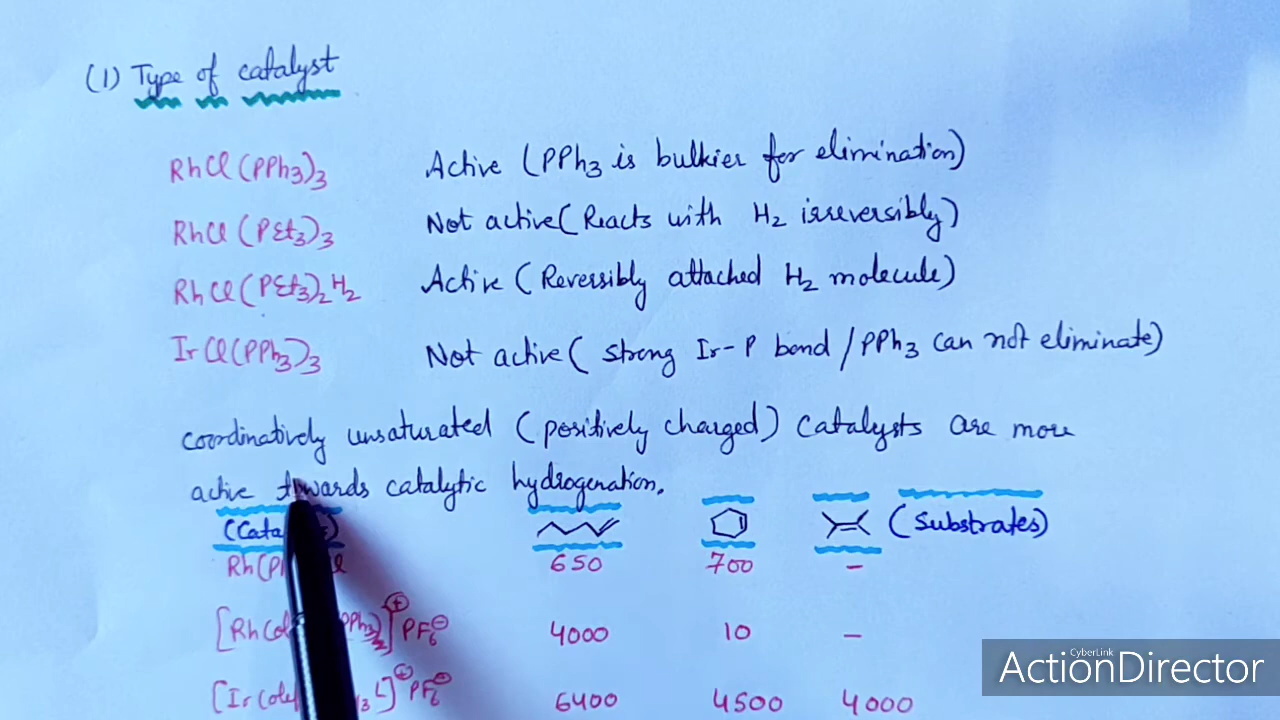 (1) Type of catalyst
RhCl(PPh3)3 Active (PPh3 is bulkier for elimination)
RhCl(PEt3)3 Not active (Reacts with H2 irreversibly)
RhCl(PEt3)2H2 Active (Reversibly attached H2 molecule)
IrCl(PPh3)3 Not active (strong Ir-P bond/PPh3 can not eliminate)
Coordinatively unsaturated (positively charged) catalysts are more
active towards catalytic hydrogenation.
(Substrates)
650 700 -
PF6⊖ 4000 10 -
PF6⊖ 6400 4500 4000
CyberLink
ActionDirector